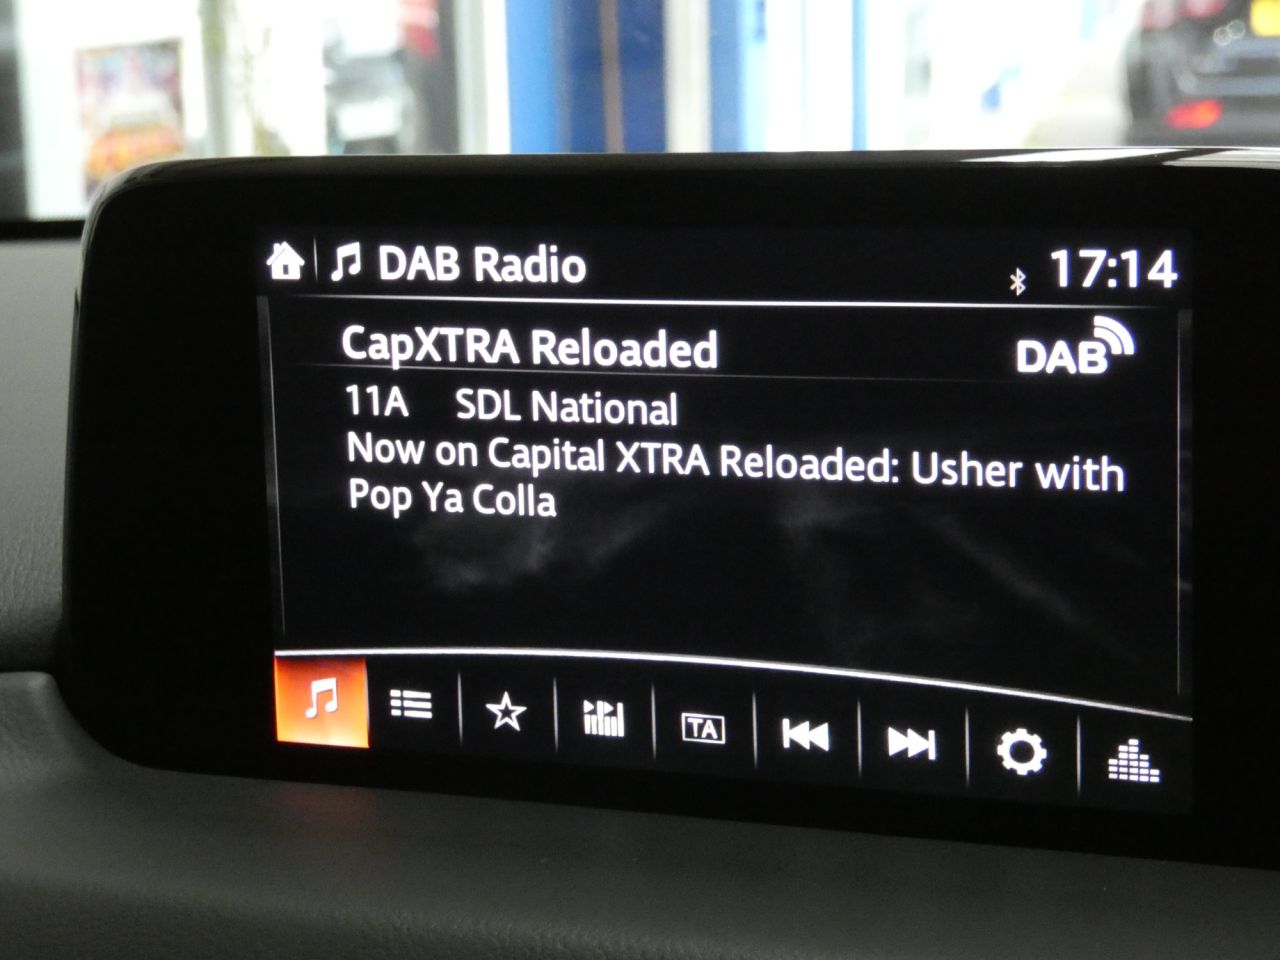 DAB Radio
17:14
CapXTRA Reloaded
DAB
11A SDL National
Now on Capital XTRA Reloaded: Usher with
Pop Ya Colla
TA